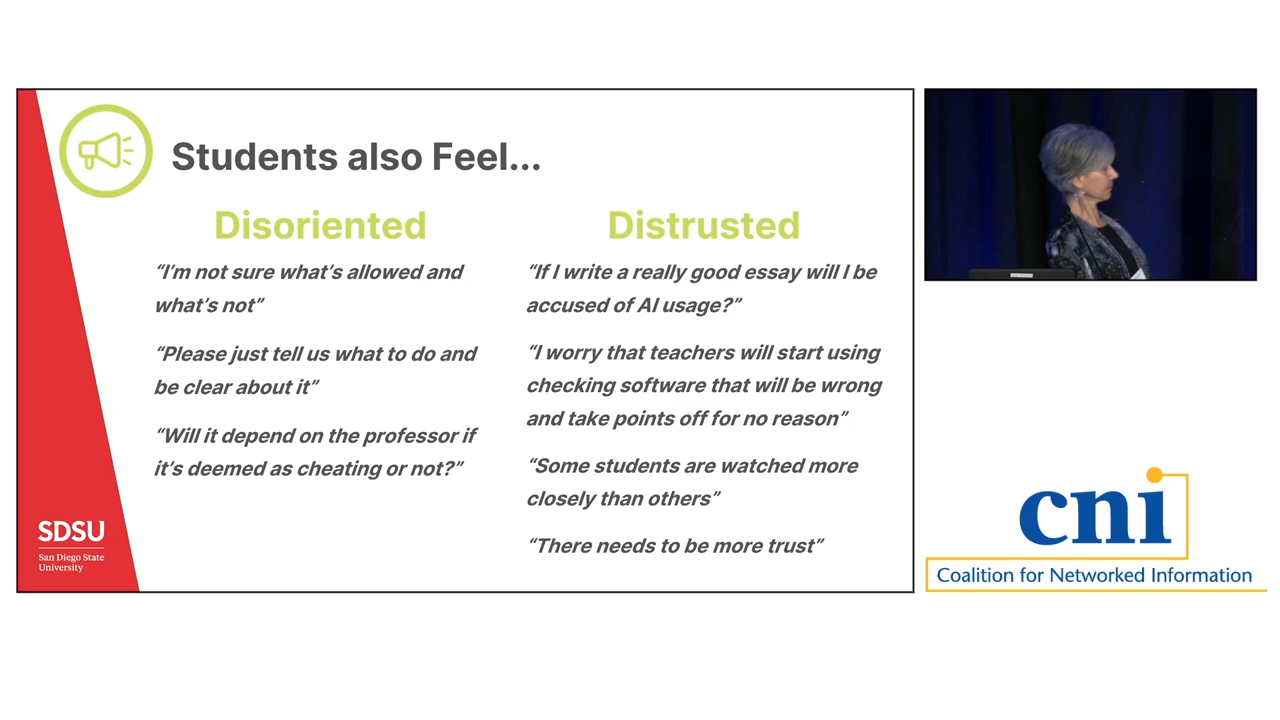 Students also Feel...
Disoriented
“I’m not sure what’s allowed and
what’s not”
“Please just tell us what to do and
be clear about it”
“Will it depend on the professor if
it’s deemed as cheating or not?”
Distrusted
“If I write a really good essay will I be
accused of AI usage?”
“I worry that teachers will start using
checking software that will be wrong
and take points off for no reason”
“Some students are watched more
closely than others”
“There needs to be more trust”
SDSU
San Diego State
University
cni
Coalition for Networked Information